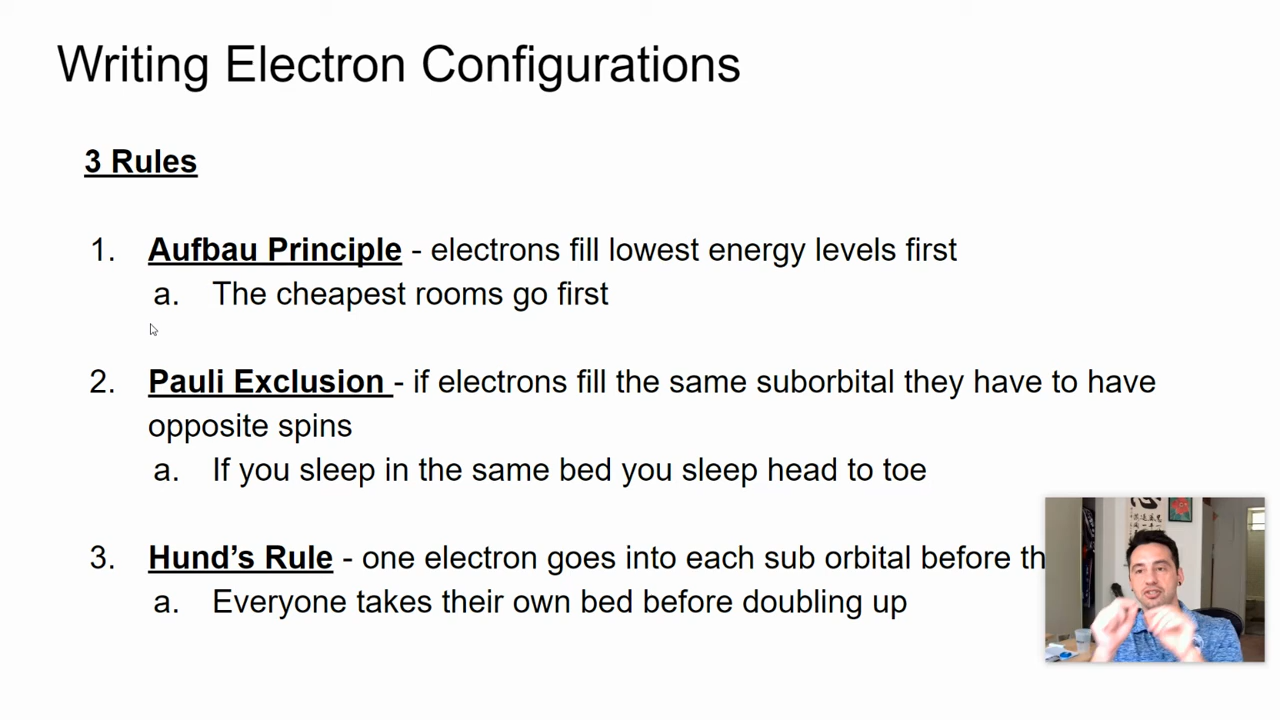 Writing Electron Configurations
3 Rules
1. Aufbau Principle - electrons fill lowest energy levels first
a. The cheapest rooms go first
2. Pauli Exclusion - if electrons fill the same suborbital they have to have
opposite spins
a. If you sleep in the same bed you sleep head to toe
3. Hund’s Rule - one electron goes into each sub orbital before th
a. Everyone takes their own bed before doubling up